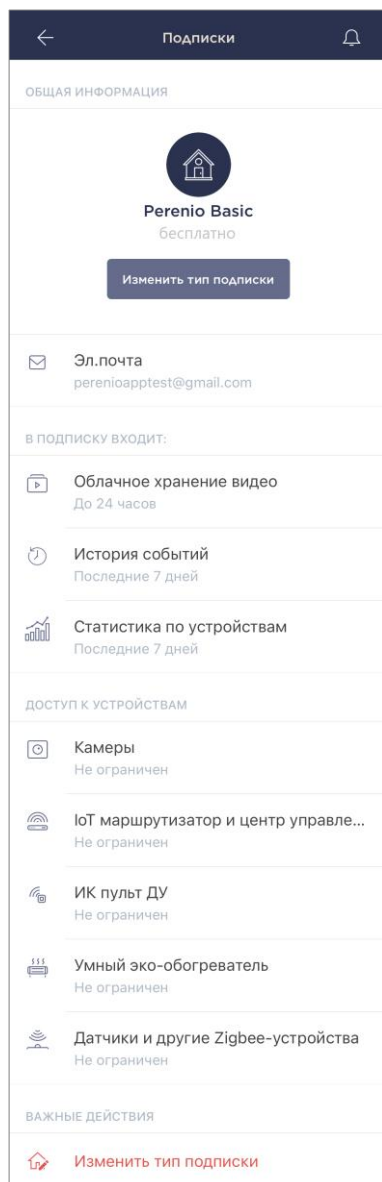 Подписки
ОБЩАЯ ИНФОРМАЦИЯ
Perenio Basic
бесплатно
Изменить тип подписки
Эл.почта
perenioapptest@gmail.com
В ПОДПИСКУ ВХОДИТ:
Облачное хранение видео
До 24 часов
История событий
Последние 7 дней
Статистика по устройствам
Последние 7 дней
ДОСТУП К УСТРОЙСТВАМ
Камеры
Не ограничен
IoT маршрутизатор и центр управле...
Не ограничен
ИК пульт ДУ
Не ограничен
Умный эко-обогреватель
Не ограничен
Датчики и другие Zigbee-устройства
Не ограничен
ВАЖНЫЕ ДЕЙСТВИЯ
Изменить тип подписки